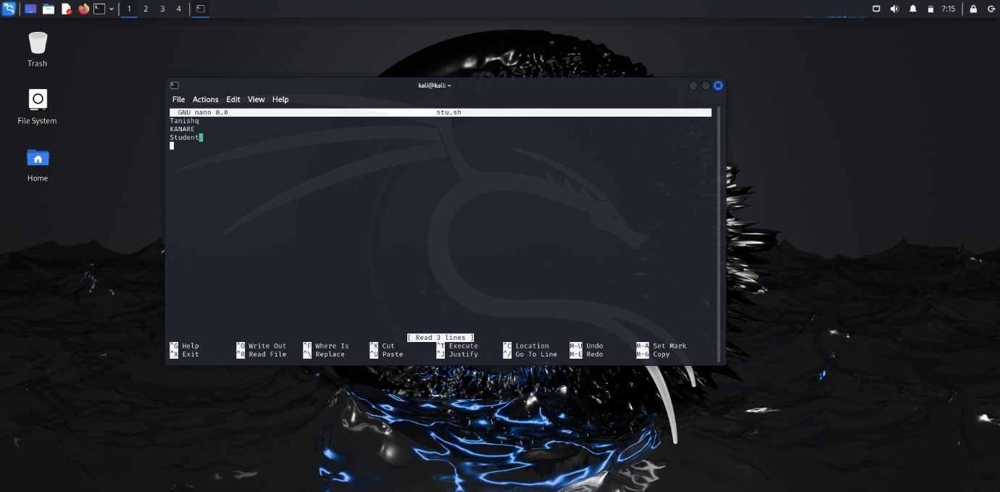 1 2 3 4
7:15
Trash
File System
Home
kali@kali: ~
File Actions Edit View Help
GNU nano 8.0 stu.sh
Tanishq
KANARE
Student
[ Read 3 lines ]
^G Help ^O Write Out ^F Where Is ^K Cut ^T Execute ^C Location M-U Undo M-A Set Mark
^X Exit ^R Read File ^\ Replace ^U Paste ^J Justify ^/ Go To Line M-E Redo M-6 Copy